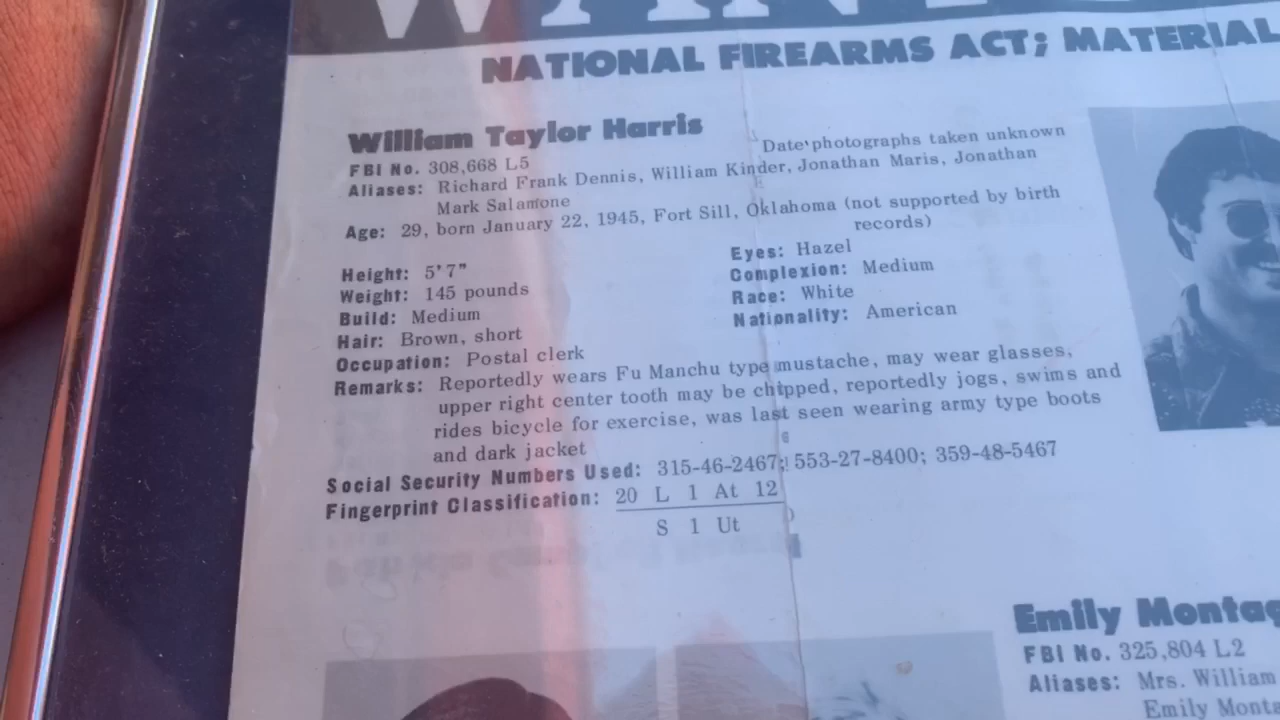 WAN
NATIONAL FIREARMS ACT; MATERIAL
William Taylor Harris
FBI No. 308,668 L5
Date photographs taken unknown
Aliases: Richard Frank Dennis, William Kinder, Jonathan Maris, Jonathan
Mark Salamone
Age: 29, born January 22, 1945, Fort Sill, Oklahoma (not supported by birth
records)
Height: 5'7"
Eyes: Hazel
Weight: 145 pounds
Complexion: Medium
Build: Medium
Race: White
Hair: Brown, short
Nationality: American
Occupation: Postal clerk
Remarks: Reportedly wears Fu Manchu type mustache, may wear glasses,
upper right center tooth may be chipped, reportedly jogs, swims and
rides bicycle for exercise, was last seen wearing army type boots
and dark jacket
Social Security Numbers Used: 315-46-2467; 553-27-8400; 359-48-5467
Fingerprint Classification: 20 L 1 At 12
S 1 Ut
Emily Montag
FBI No. 325,804 L2
Aliases: Mrs. William
Emily Monta